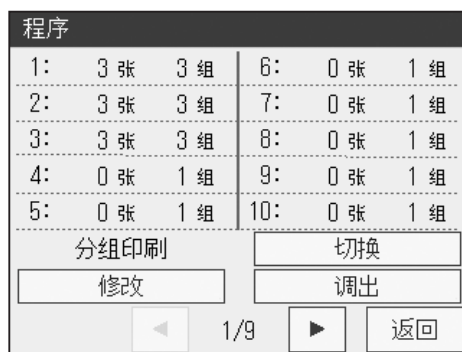 程序
1: 3 张 3 组 6: 0 张 1 组
2: 3 张 3 组 7: 0 张 1 组
3: 3 张 3 组 8: 0 张 1 组
4: 0 张 1 组 9: 0 张 1 组
5: 0 张 1 组 10: 0 张 1 组
分组印刷 切换
修改 调出
◀ 1/9 ▶ 返回